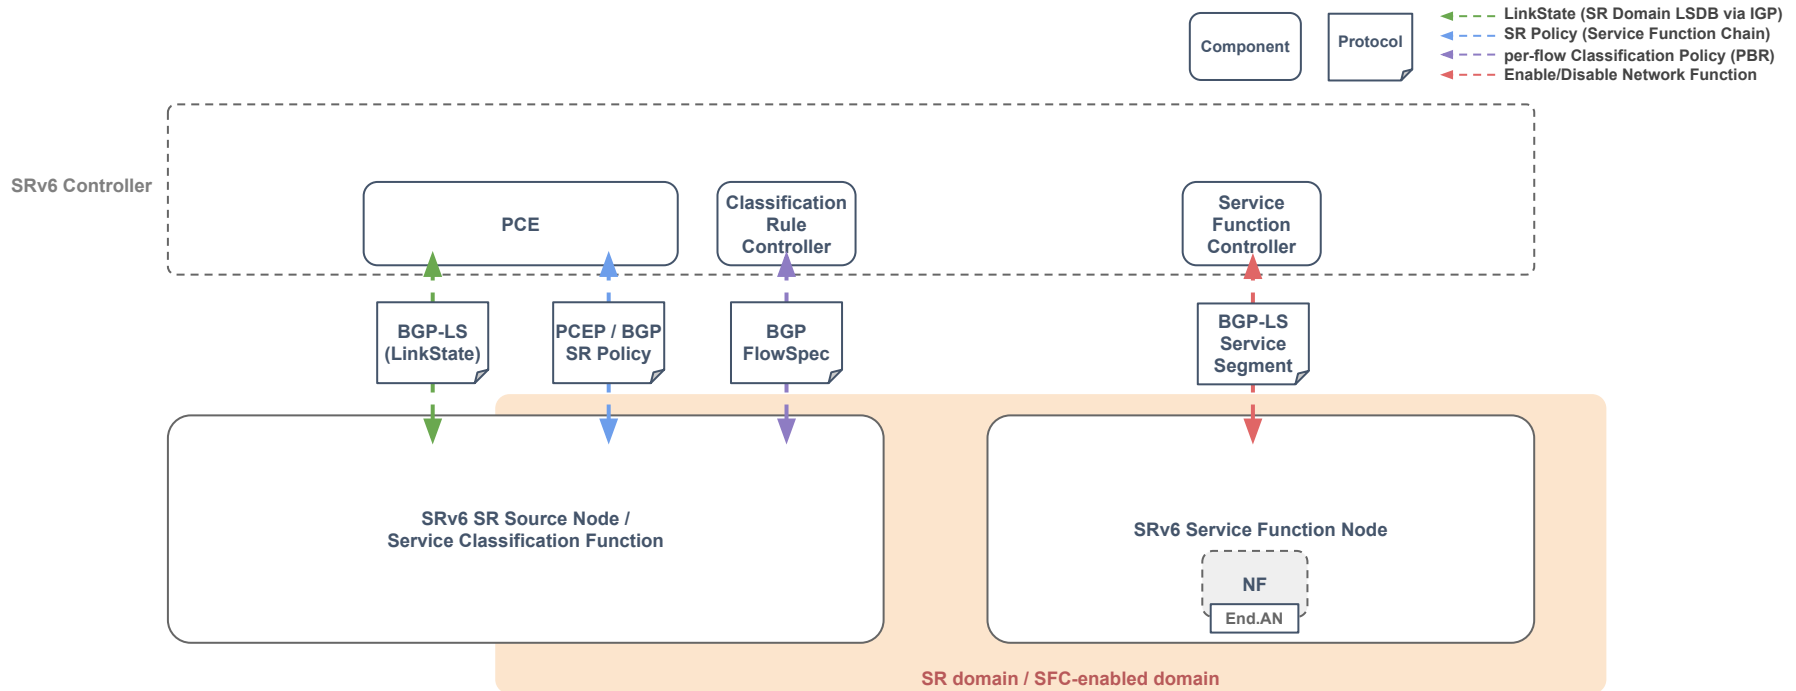 Component
Protocol
LinkState (SR Domain LSDB via IGP)
SR Policy (Service Function Chain)
per-flow Classification Policy (PBR)
Enable/Disable Network Function
SRv6 Controller
PCE
Classification
Rule
Controller
Service
Function
Controller
BGP-LS
(LinkState)
PCEP / BGP
SR Policy
BGP
FlowSpec
BGP-LS
Service
Segment
SRv6 SR Source Node /
Service Classification Function
SRv6 Service Function Node
NF
End.AN
SR domain / SFC-enabled domain